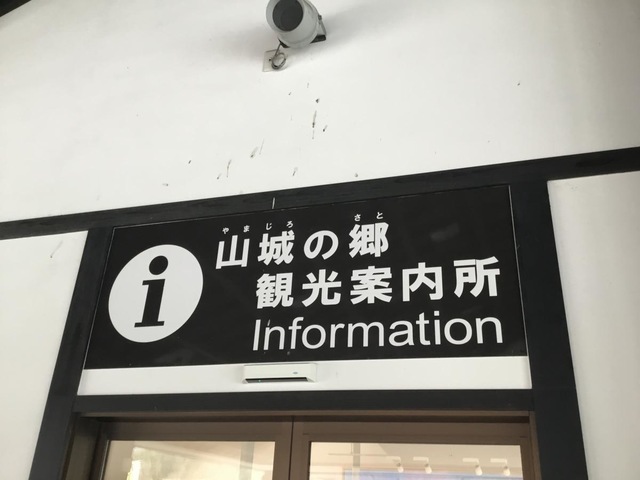 i
やまじろ さと
山城の郷
観光案内所
Information